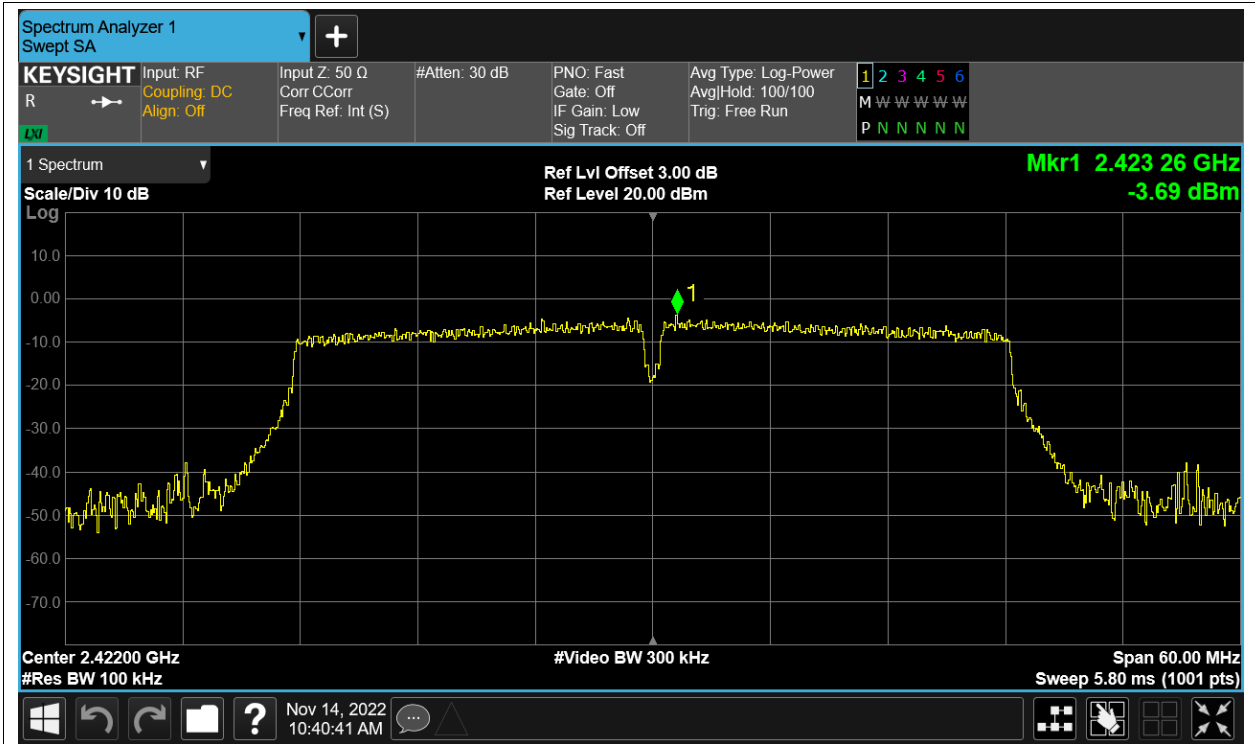 Spectrum Analyzer 1
Swept SA
+
KEYSIGHT
R
LXI
Input: RF
Coupling: DC
Align: Off
Input Z: 50 Ω
Corr CCorr
Freq Ref: Int (S)
#Atten: 30 dB
PNO: Fast
Gate: Off
IF Gain: Low
Sig Track: Off
Avg Type: Log-Power
Avg|Hold: 100/100
Trig: Free Run
1 2 3 4 5 6
M W W W W W
P N N N N N
1 Spectrum
Scale/Div 10 dB
Ref Lvl Offset 3.00 dB
Ref Level 20.00 dBm
Mkr1 2.423 26 GHz
-3.69 dBm
Log
10.0
0.00
-10.0
-20.0
-30.0
-40.0
-50.0
-60.0
-70.0
1
Center 2.42200 GHz
#Res BW 100 kHz
#Video BW 300 kHz
Span 60.00 MHz
Sweep 5.80 ms (1001 pts)
?
Nov 14, 2022
10:40:41 AM